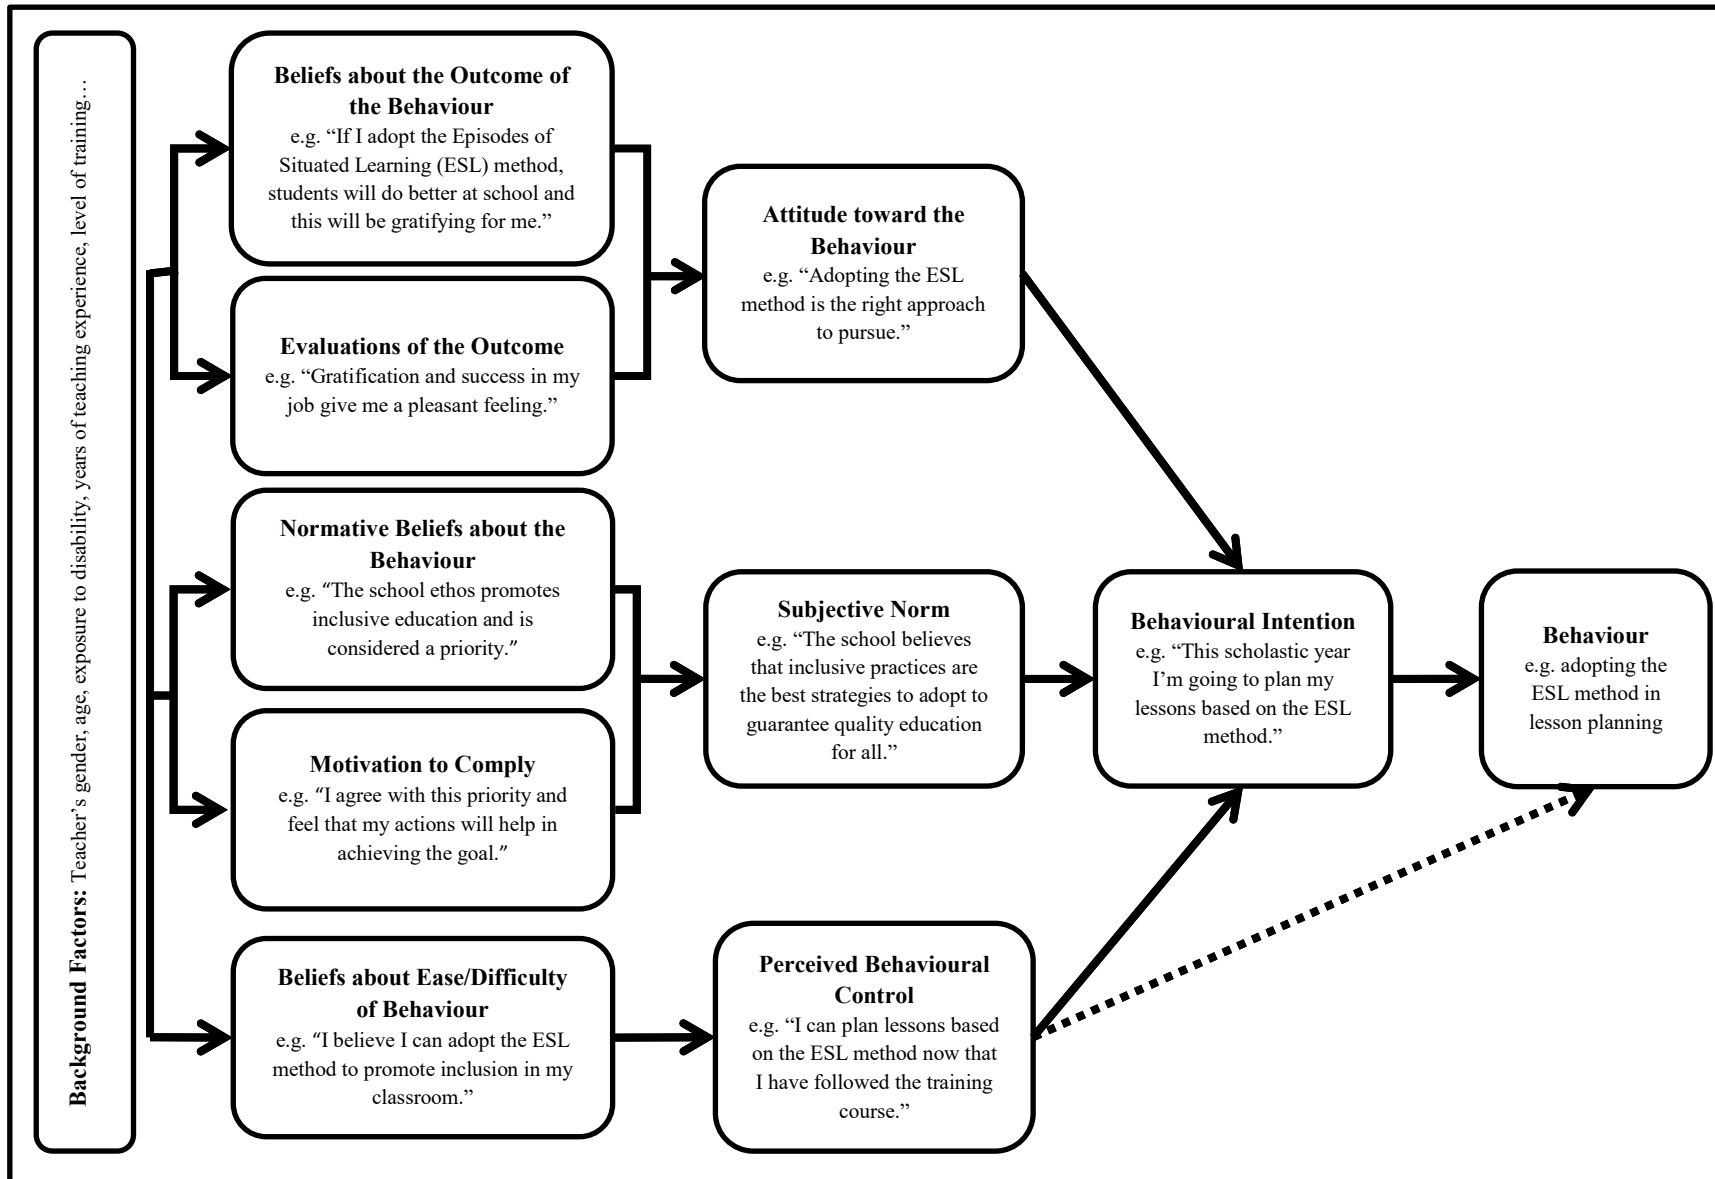 Background Factors: Teacher’s gender, age, exposure to disability, years of teaching experience, level of training…
Beliefs about the Outcome of
the Behaviour
e.g. “If I adopt the Episodes of
Situated Learning (ESL) method,
students will do better at school and
this will be gratifying for me.”
Evaluations of the Outcome
e.g. “Gratification and success in my
job give me a pleasant feeling.”
Normative Beliefs about the
Behaviour
e.g. “The school ethos promotes
inclusive education and is
considered a priority.”
Motivation to Comply
e.g. “I agree with this priority and
feel that my actions will help in
achieving the goal.”
Beliefs about Ease/Difficulty
of Behaviour
e.g. “I believe I can adopt the ESL
method to promote inclusion in my
classroom.”
Attitude toward the
Behaviour
e.g. “Adopting the ESL
method is the right approach
to pursue.”
Subjective Norm
e.g. “The school believes
that inclusive practices are
the best strategies to adopt to
guarantee quality education
for all.”
Perceived Behavioural
Control
e.g. “I can plan lessons based
on the ESL method now that
I have followed the training
course.”
Behavioural Intention
e.g. “This scholastic year
I’m going to plan my
lessons based on the ESL
method.”
Behaviour
e.g. adopting the
ESL method in
lesson planning